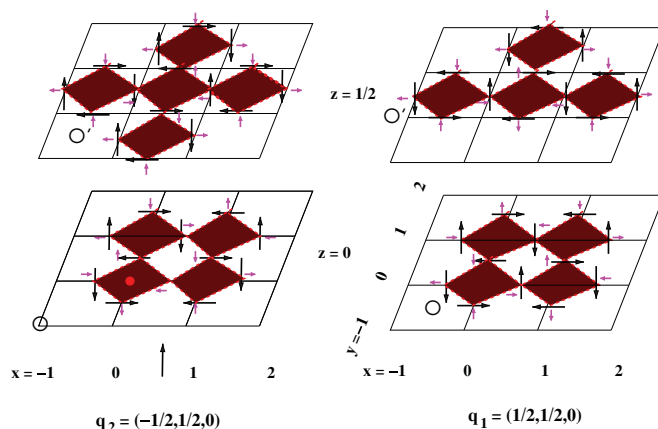 O′
O′
z = 1/2
z = 0
2
1
0
y = −1
x = −1 0 1 2
x = −1 0 1 2
q2 = (−1/2,1/2,0)
q1 = (1/2,1/2,0)